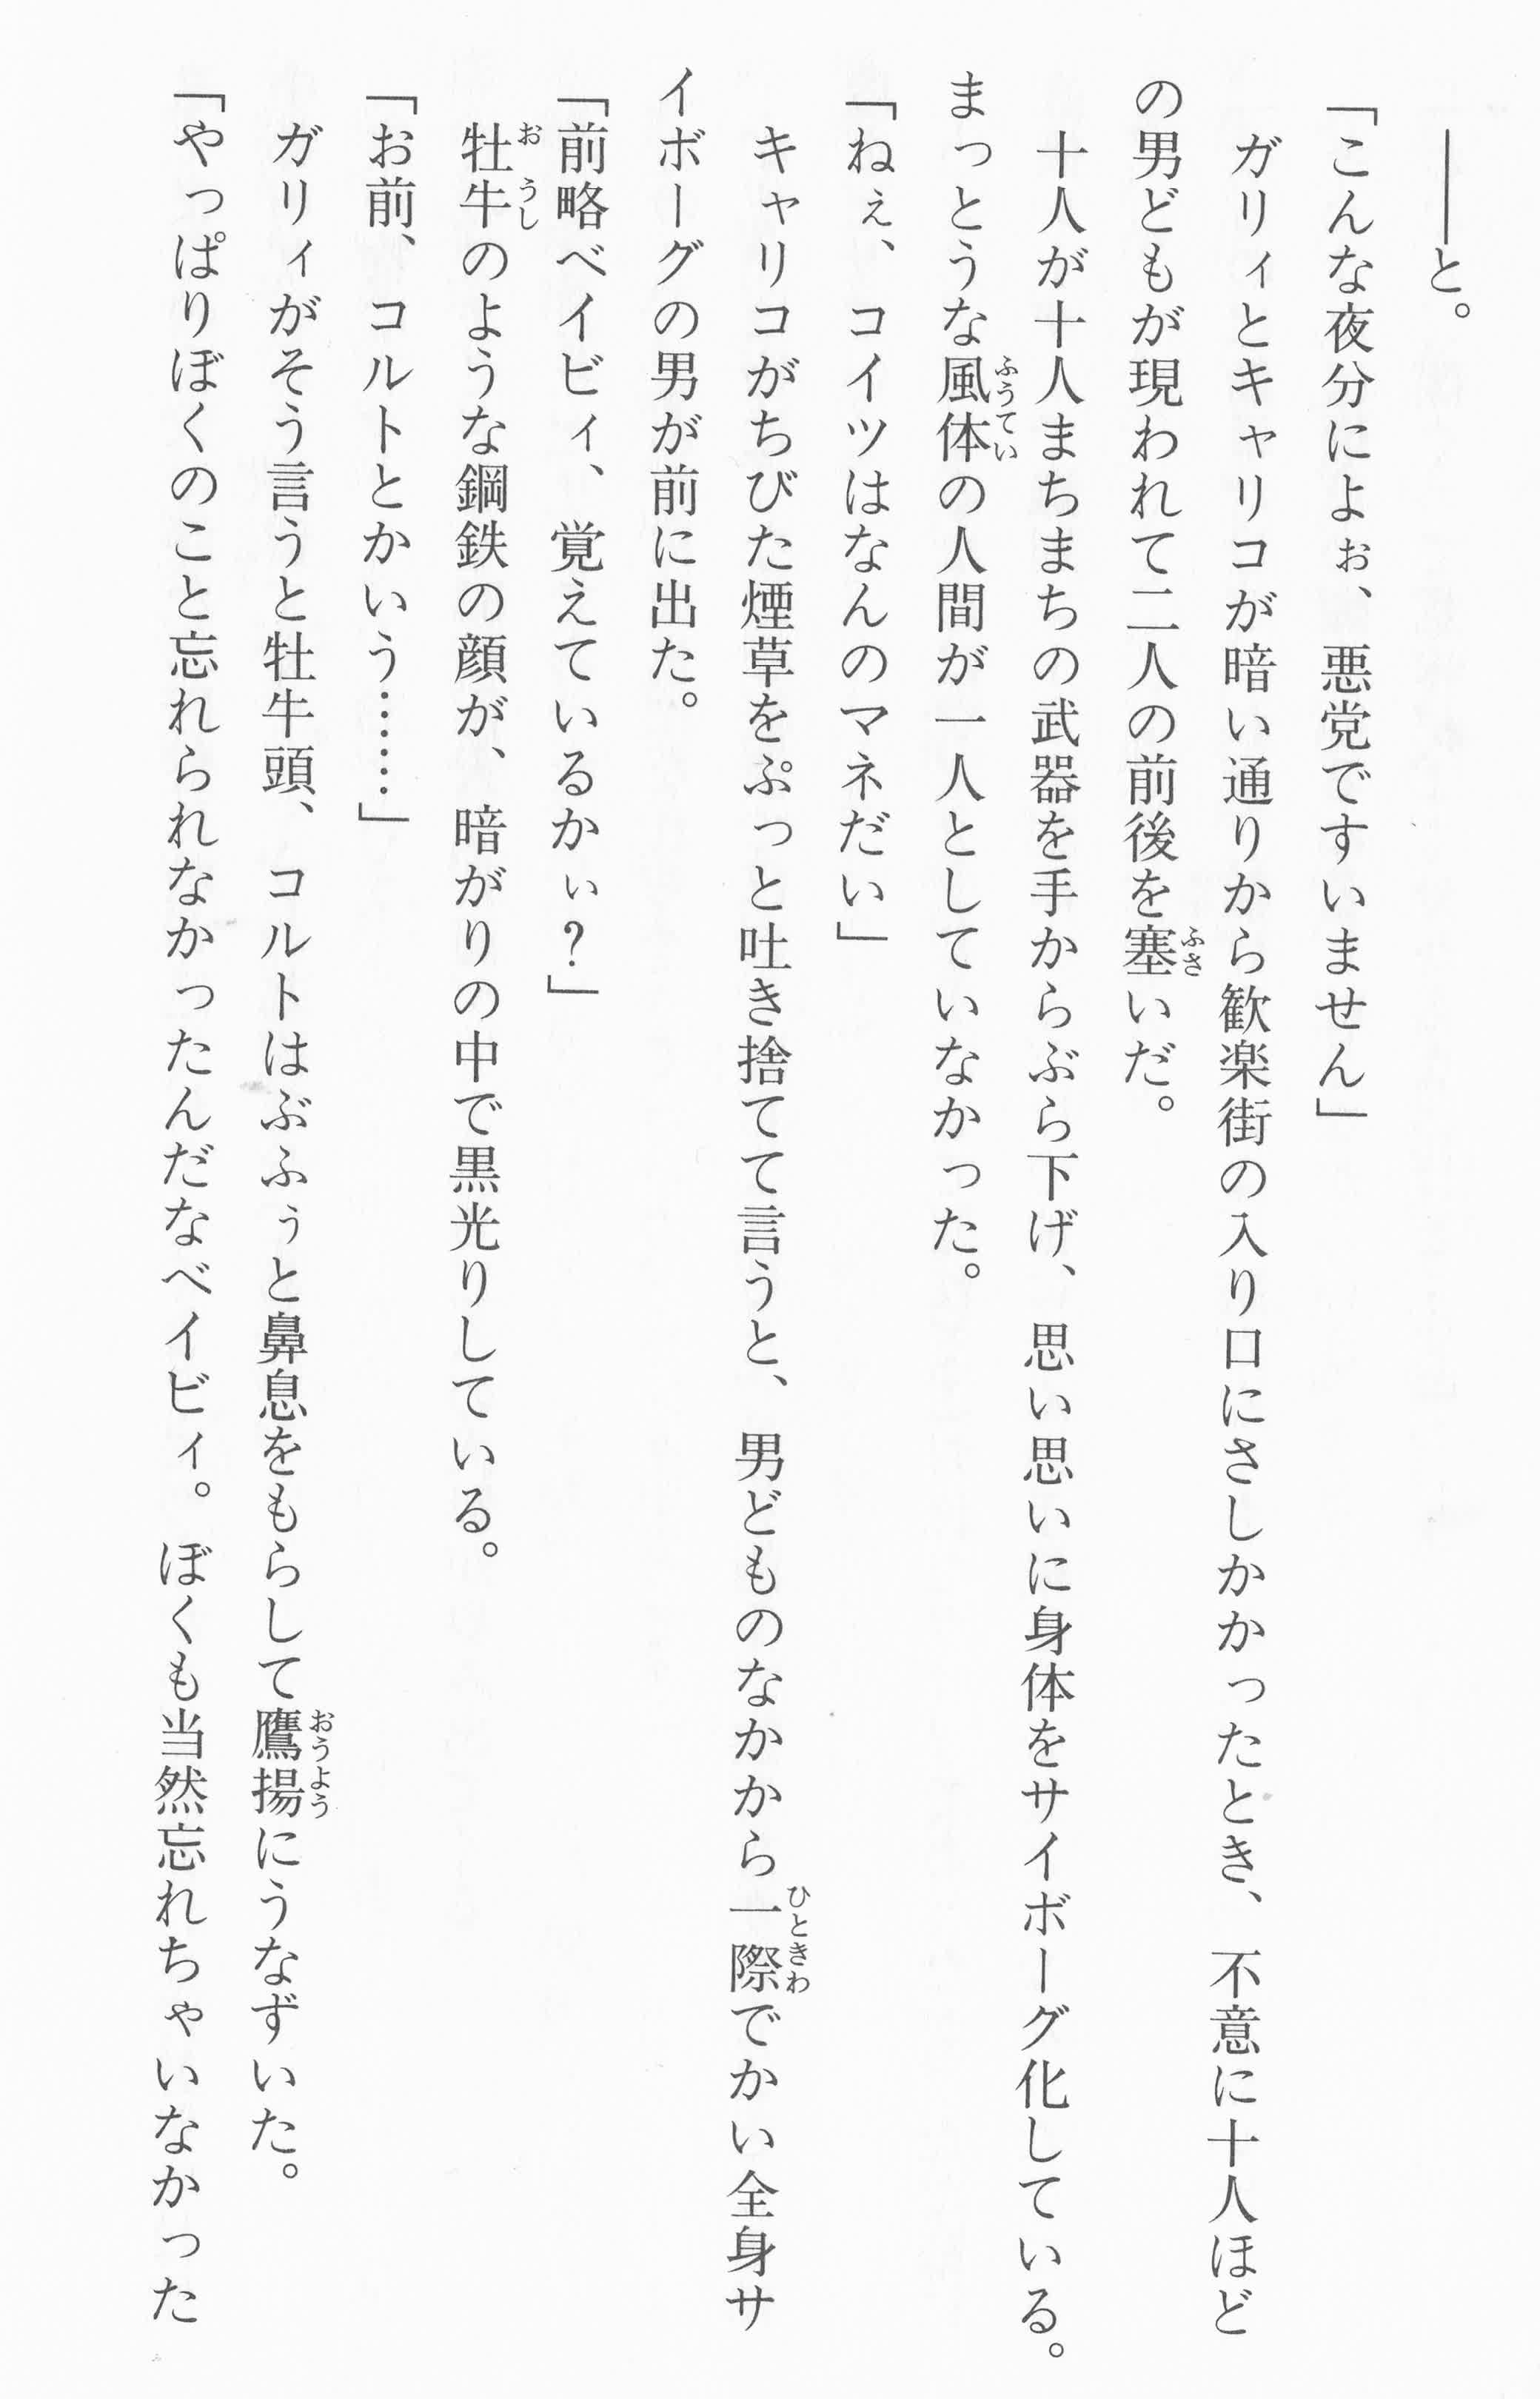 ――と。
「こんな夜分によぉ、悪党ですいません」
ガリィとキャリコが暗い通りから歓楽街の入り口にさしかかったとき、不意に十人ほど
の男どもが現われて二人の前後を塞いだ。
十人が十人まちまちの武器を手からぶら下げ、思い思いに身体をサイボーグ化している。
まっとうな風体の人間が一人としていなかった。
「ねぇ、コイツはなんのマネだい」
キャリコがちびた煙草をぷっと吐き捨てて言うと、男どものなかから一際でかい全身サ
イボーグの男が前に出た。
「前略ベイビィ、覚えているかぃ?」
牡牛のような鋼鉄の顔が、暗がりの中で黒光りしている。
「お前、コルトとかいう……」
ガリィがそう言うと牡牛頭、コルトはぶふぅと鼻息をもらして鷹揚にうなずいた。
「やっぱりぼくのこと忘れられなかったんだなベイビィ。ぼくも当然忘れちゃいなかった